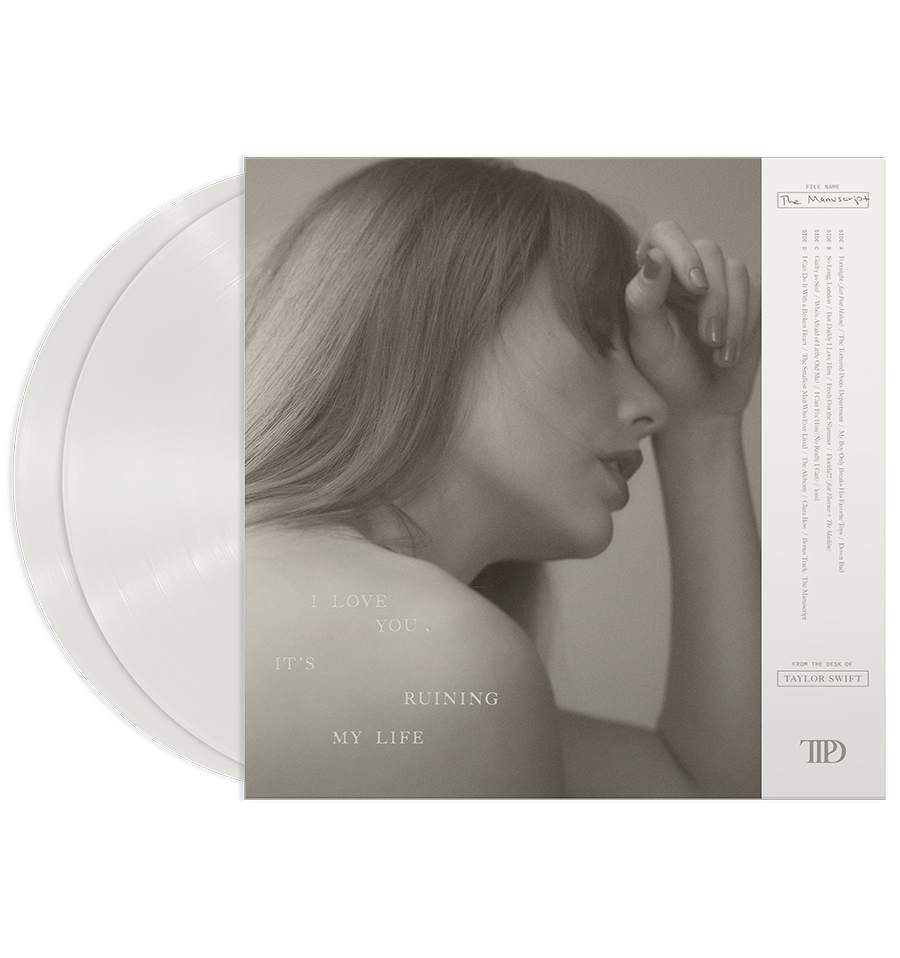 I LOVE
YOU ,
IT'S
RUINING
MY LIFE
FILE NAME
The Manuscript
SIDE A Fortnight (feat. Post Malone) / The Tortured Poets Department / My Boy Only Breaks His Favorite Toys / Down Bad
SIDE B So Long, London / But Daddy I Love Him / Fresh Out the Slammer / Florida!!! (feat. Florence + The Machine)
SIDE C Guilty as Sin? / Who's Afraid of Little Old Me? / I Can Fix Him (No Really I Can) / loml
SIDE D I Can Do It With a Broken Heart / The Smallest Man Who Ever Lived / The Alchemy / Clara Bow / Bonus Track: The Manuscript
FROM THE DESK OF
TAYLOR SWIFT
TTPD